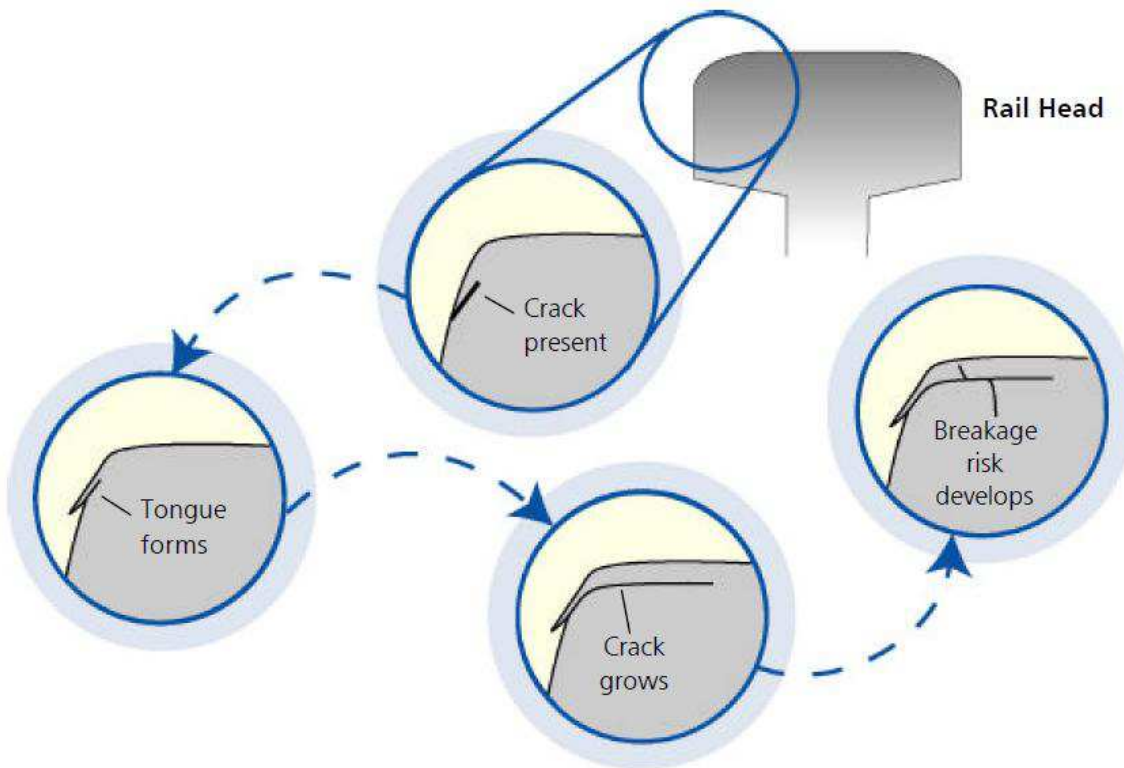 Rail Head
Crack
present
Tongue
forms
Crack
grows
Breakage
risk
develops